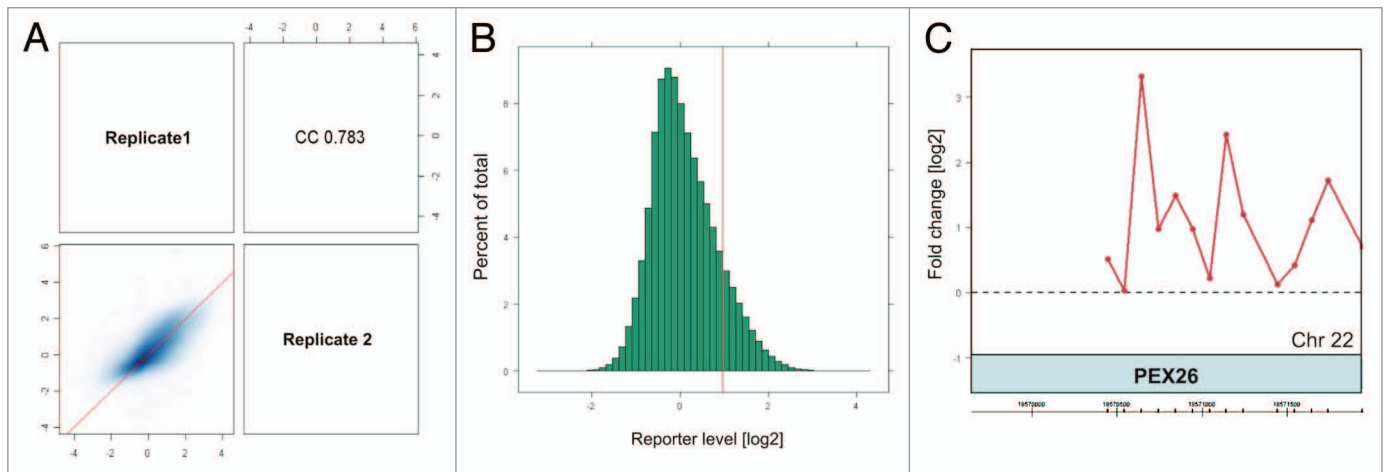 A
-4 -2 0 2 4 6
Replicate1
CC 0.783
4
2
0
-2
-4
6
4
2
0
-2
-4
Replicate 2
-4 -2 0 2 4
B
Percent of total
8
6
4
2
0
-2 0 2 4
Reporter level [log2]
C
Fold change [log2]
3
2
1
0
-1
Chr 22
PEX26
18570000 18570500 18571000 18571500